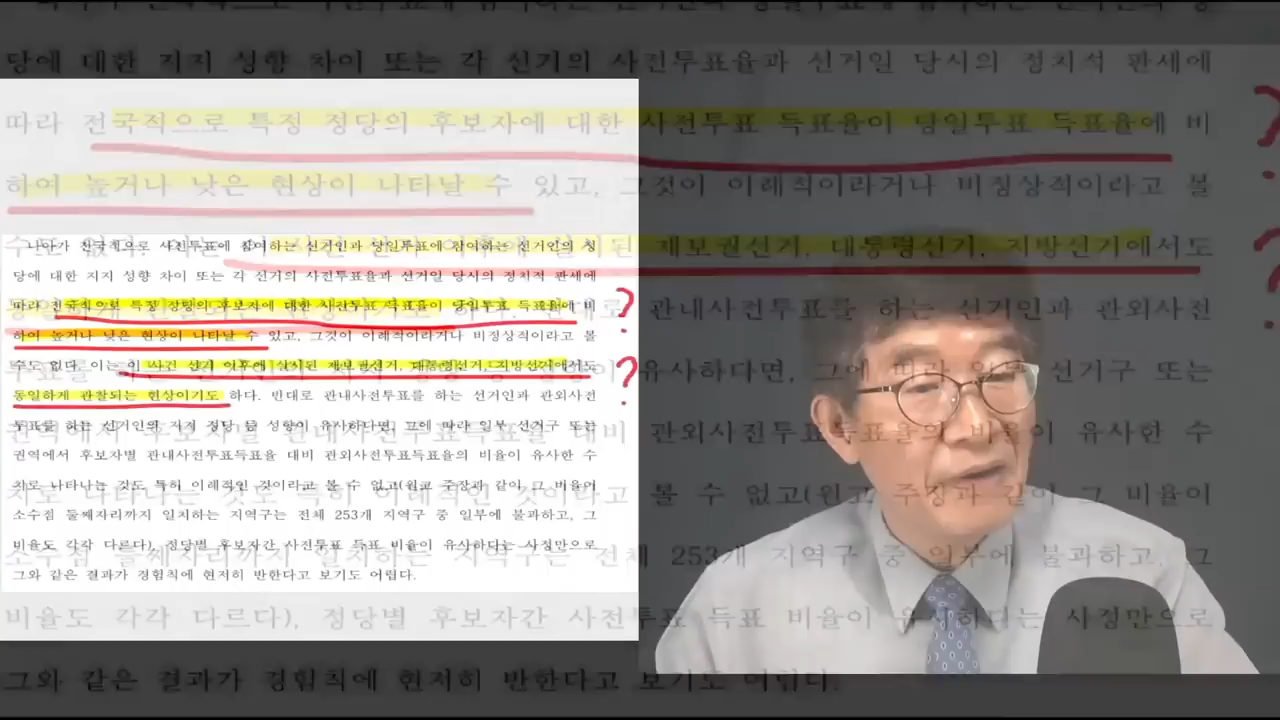 당에 대한 지지 성향 차이 또는 각 선거의 사전투표율과 선거일 당시의 정치적 판세에
따라 전국적으로 특정 정당의 후보자에 대한 사전투표 득표율이 당일투표 득표율에 비
하여 높거나 낮은 현상이 나타날 수 있고, 그것이 이례적이라거나 비정상적이라고 볼
나아가 전국적으로 사전투표에 참여하는 선거인과 당일투표에 참여하는 선거인의 정
당에 대한 지지 성향 차이 또는 각 선거의 사전투표율과 선거일 당시의 정치적 판세에
따라 전국적으로 특정 정당의 후보자에 대한 사전투표 득표율이 당일투표 득표율에 비
?
하여 높거나 낮은 현상이 나타날 수 있고, 그것이 이례적이라거나 비정상적이라고 볼
수도 없다. 이는 이 사건 선거 이후에 실시된 재보궐선거, 대통령선거, 지방선거에서도
?
동일하게 관찰되는 현상이기도 하다. 반대로 관내사전투표를 하는 선거인과 관외사전
투표를 하는 선거인의 지지 정당 등 성향이 유사하다면, 그에 따라 일부 선거구 또는
권역에서 후보자별 관내사전투표득표율 대비 관외사전투표득표율의 비율이 유사한 수
치로 나타나는 것도 특히 이례적인 것이라고 볼 수 없고(원고 주장과 같이 그 비율이
소수점 둘째자리까지 일치하는 지역구는 전체 253개 지역구 중 일부에 불과하고, 그
비율도 각각 다르다), 정당별 후보자간 사전투표 득표 비율이 유사하다는 사정만으로
그와 같은 결과가 경험칙에 현저히 반한다고 보기도 어렵다.
재보궐선거, 대통령선거, 지방선거에서도
관내사전투표를 하는 선거인과 관외사전
유사하다면, 그에 따라 일부 선거구 또는
관외사전투표득표율의 비율이 유사한 수
볼 수 없고(원고 주장과 같이 그 비율이
253개 지역구 중 일부에 불과하고, 그
비율도 각각 다르다), 정당별 후보자간 사전투표 득표 비율이 유사하다는 사정만으로
그와 같은 결과가 경험칙에 현저히 반한다고 보기도 어렵다.